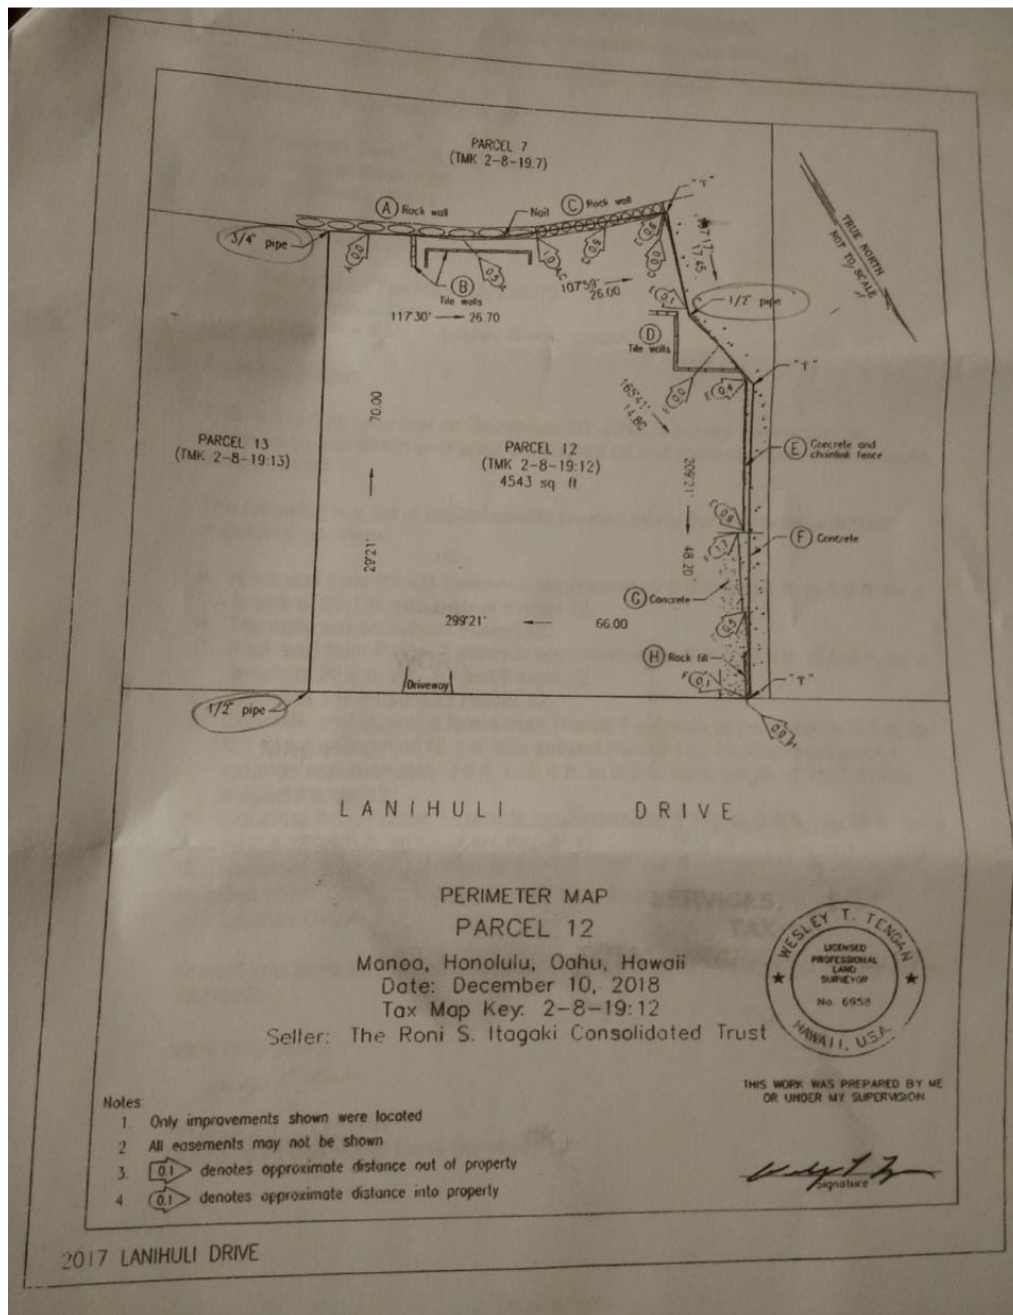 PARCEL 7
(TMK 2-8-19.7)
A Rock wall
Nail
C Rock wall
"T"
3/4" pipe
B
Tile walls
117°30' 26.70
107°59'
26.00
17.45
1/2" pipe
TRUE NORTH
NOT TO SCALE
D
Tile walls
"T"
165°41'
14.80
PARCEL 13
(TMK 2-8-19:13)
29°21'
70.00
PARCEL 12
(TMK 2-8-19:12)
4543 sq ft
E Concrete and
chainlink fence
209°21'
48.20
F Concrete
G Concrete
H Rock fill
299°21' 66.00
"T"
Driveway
1/2" pipe
LANIHULI DRIVE
PERIMETER MAP
PARCEL 12
Manoa, Honolulu, Oahu, Hawaii
Date: December 10, 2018
Tax Map Key: 2-8-19:12
Seller: The Roni S. Itagaki Consolidated Trust
WESLEY T. TENGAN
LICENSED
PROFESSIONAL
LAND
SURVEYOR
No. 6958
HAWAII, U.S.A.
THIS WORK WAS PREPARED BY ME
OR UNDER MY SUPERVISION
Signature
Notes
1. Only improvements shown were located
2 All easements may not be shown
3. 0.1 denotes approximate distance out of property
4 0.1 denotes approximate distance into property
2017 LANIHULI DRIVE